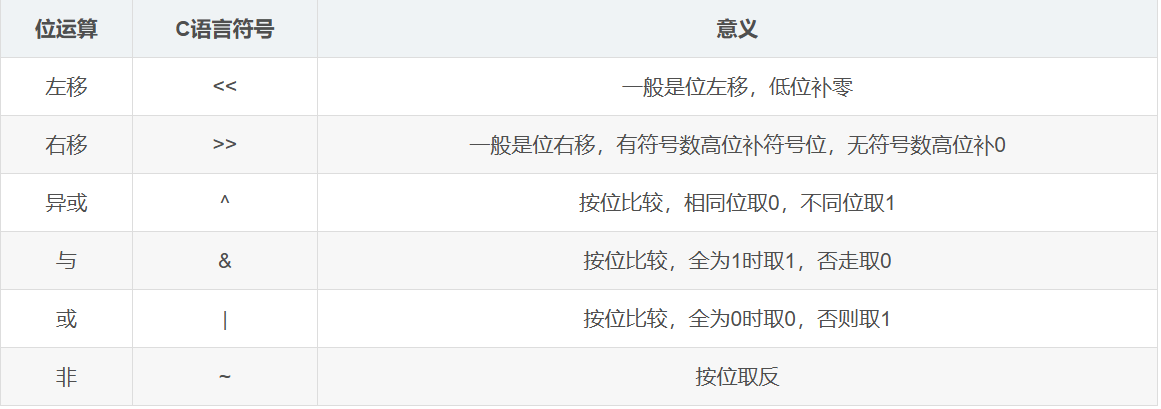 位运算 C语言符号 意义
左移 << 一般是位左移，低位补零
右移 >> 一般是位右移，有符号数高位补符号位，无符号数高位补0
异或 ^ 按位比较，相同位取0，不同位取1
与 & 按位比较，全为1时取1，否走取0
或 | 按位比较，全为0时取0，否则取1
非 ~ 按位取反